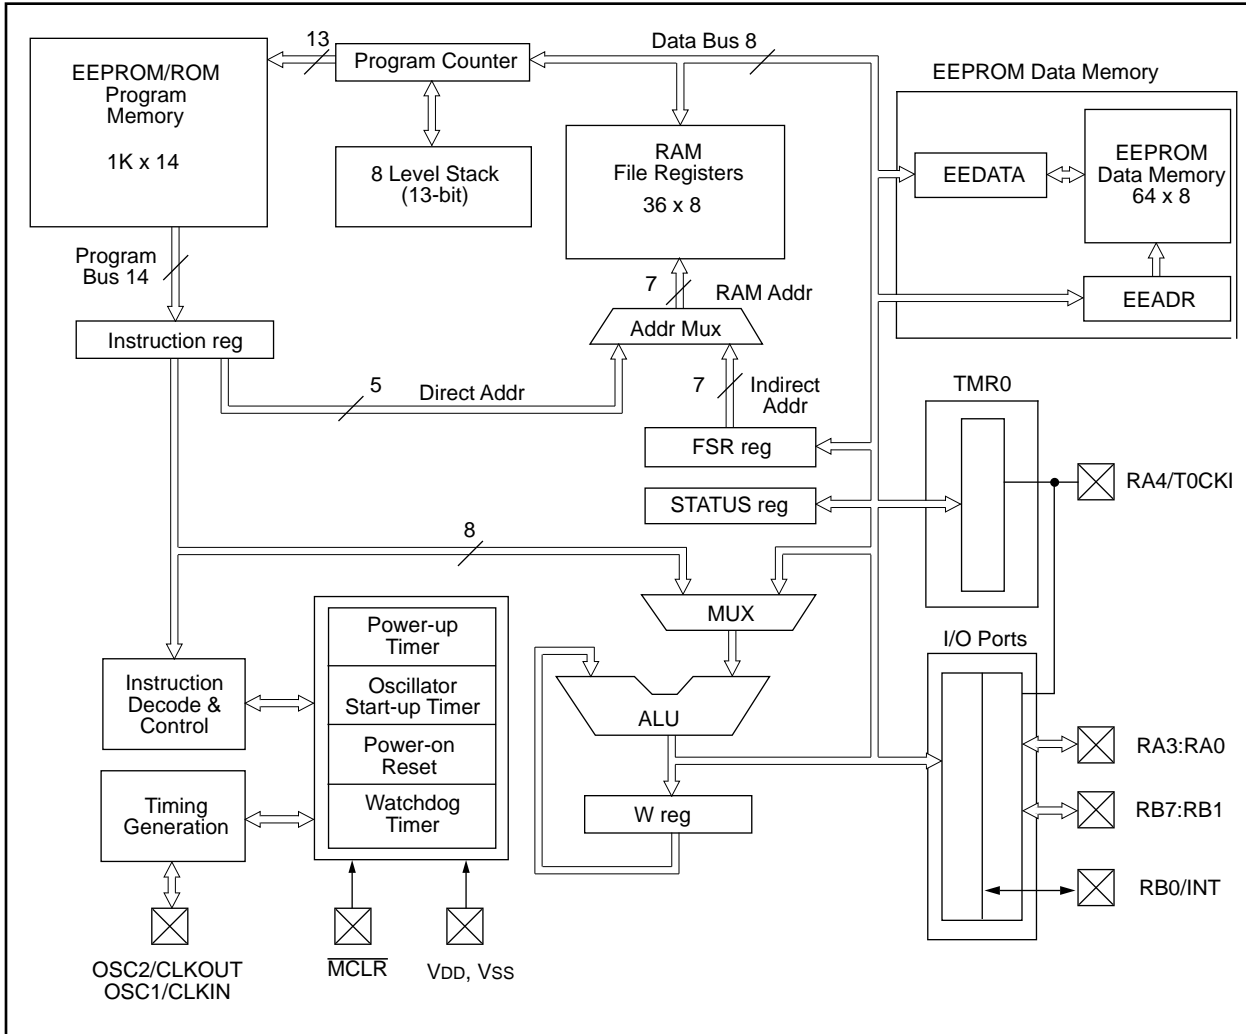 13
Program Counter
Data Bus 8
EEPROM/ROM
Program
Memory
1K x 14
8 Level Stack
(13-bit)
RAM
File Registers
36 x 8
EEPROM Data Memory
EEDATA
EEPROM
Data Memory
64 x 8
EEADR
Program
Bus 14
7
RAM Addr
Addr Mux
Instruction reg
5
Direct Addr
7
Indirect
Addr
FSR reg
STATUS reg
TMR0
RA4/T0CKI
8
MUX
Power-up
Timer
Oscillator
Start-up Timer
Power-on
Reset
Watchdog
Timer
Instruction
Decode &
Control
Timing
Generation
ALU
W reg
I/O Ports
RA3:RA0
RB7:RB1
RB0/INT
OSC2/CLKOUT
OSC1/CLKIN
MCLR
VDD, VSS